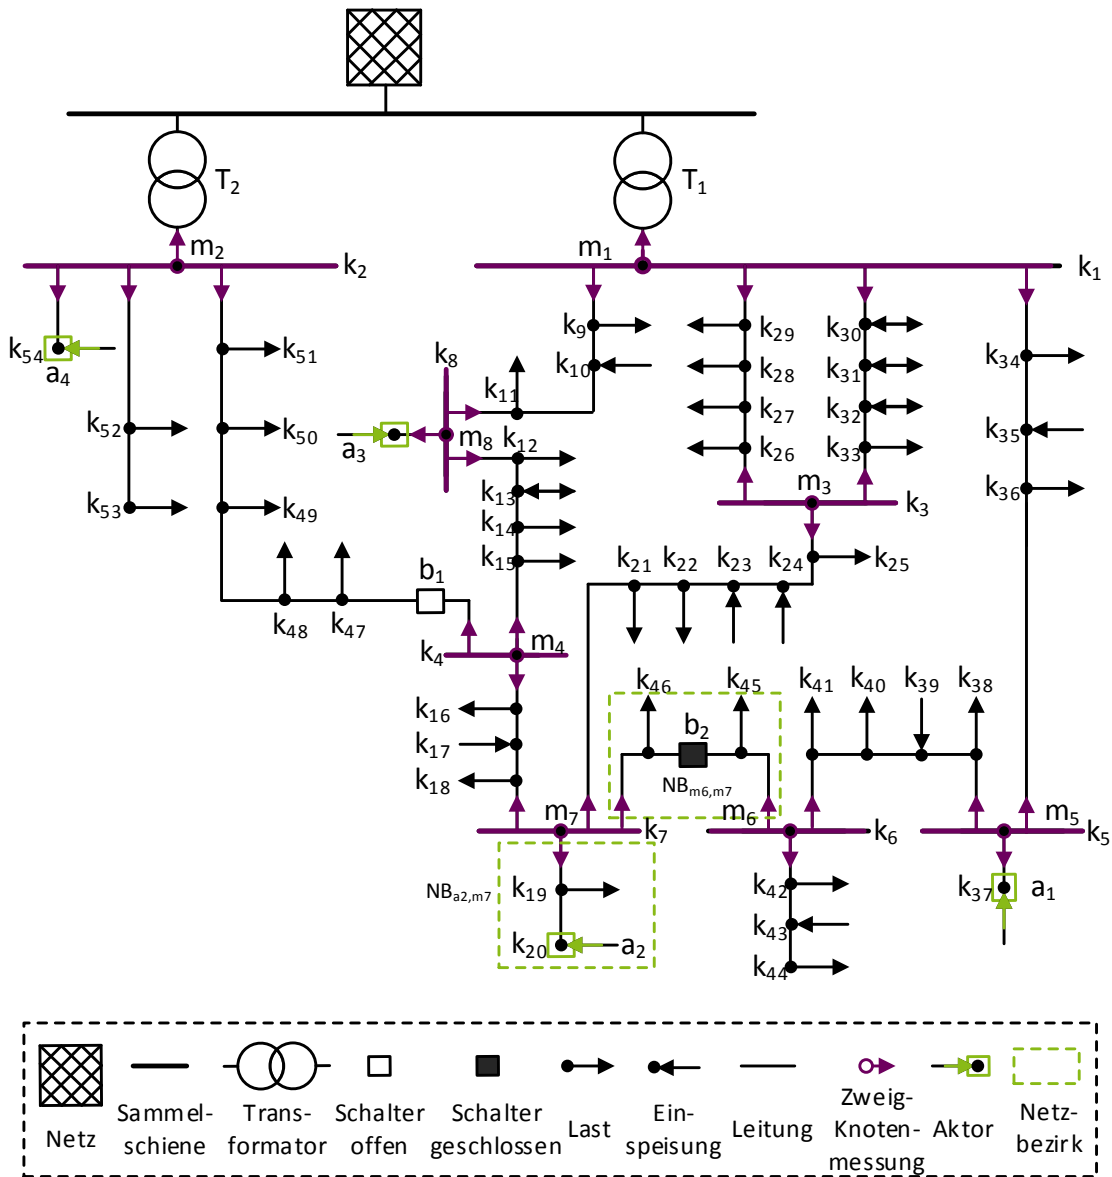 T₂
T₁
m₂
m₁
k₂
k₁
k₉
k₂₉
k₃₀
k₅₄
a₄
k₅₁
k₈
k₁₀
k₂₈
k₃₁
k₃₄
k₁₁
k₂₇
k₃₂
k₅₂
k₅₀
a₃
m₈
k₁₂
k₂₆
k₃₃
k₃₅
k₅₃
k₄₉
k₁₃
m₃
k₃
k₃₆
k₁₄
k₁₅
k₂₁
k₂₂
k₂₃
k₂₄
k₂₅
b₁
k₄₈
k₄₇
k₄
m₄
k₁₆
k₄₆
k₄₅
k₄₁
k₄₀
k₃₉
k₃₈
k₁₇
b₂
k₁₈
NBₘ₆,ₘ₇
m₇
k₇
m₆
k₆
m₅
k₅
NBₐ₂,ₘ₇
k₁₉
k₄₂
k₃₇
a₁
k₂₀
a₂
k₄₃
k₄₄
Netz
Sammel-
schiene
Trans-
formator
Schalter
offen
Schalter
geschlossen
Last
Ein-
speisung
Leitung
Zweig-
Knoten-
messung
Aktor
Netz-
bezirk